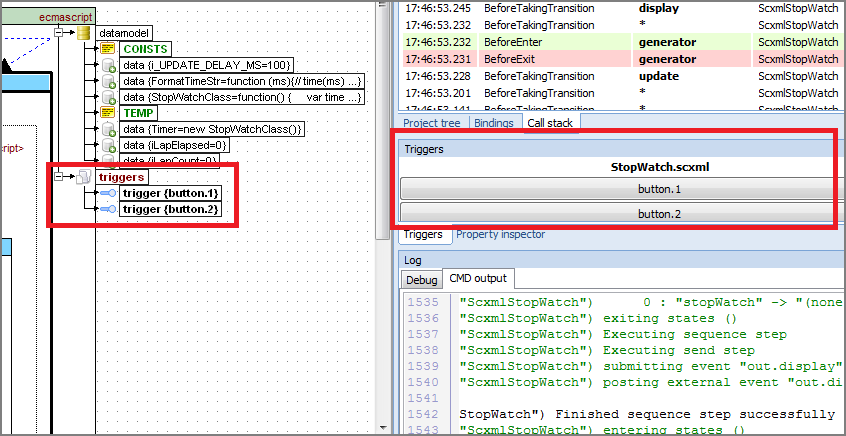 ecmascript
datamodel
CONSTS
data {i_UPDATE_DELAY_MS=100}
data {FormatTimeStr=function (ms){//time(ms) ...}
data {StopWatchClass=function() { var time ...}
TEMP
data {Timer=new StopWatchClass()}
data {iLapElapsed=0}
data {iLapCount=0}
cript>
triggers
trigger {button.1}
trigger {button.2}
17:46:53.245 BeforeTakingTransition display ScxmlStopWatch
17:46:53.232 BeforeTakingTransition * ScxmlStopWatch
17:46:53.232 BeforeEnter generator ScxmlStopWatch
17:46:53.231 BeforeExit generator ScxmlStopWatch
17:46:53.228 BeforeTakingTransition update ScxmlStopWatch
17:46:53.201 BeforeTakingTransition * ScxmlStopWatch
17:46:53.141 BeforeTakingTransition * ScxmlStopWatch
Project tree Bindings Call stack
Triggers
StopWatch.scxml
button.1
button.2
Triggers Property inspector
Log
Debug CMD output
1535 "ScxmlStopWatch") 0 : "stopWatch" -> "(none
1536 "ScxmlStopWatch") exiting states ()
1537 "ScxmlStopWatch") Executing sequence step
1538 "ScxmlStopWatch") Executing send step
1539 "ScxmlStopWatch") submitting event "out.display"
1540 "ScxmlStopWatch") posting external event "out.di
1541
1542 StopWatch") Finished sequence step successfully
1543 "ScxmlStopWatch") entering states ()